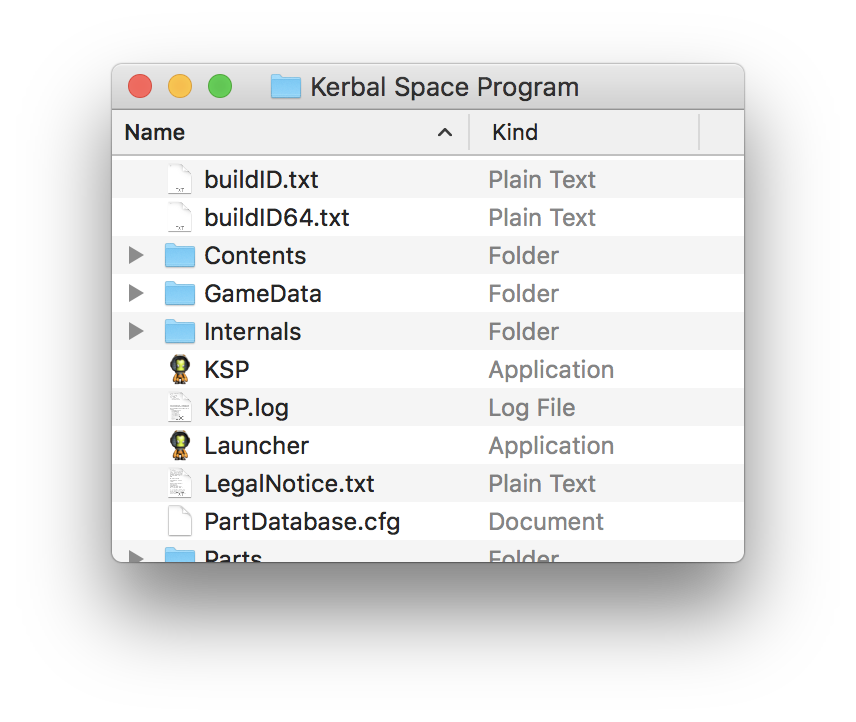 Kerbal Space Program
Name Kind
buildID.txt Plain Text
buildID64.txt Plain Text
Contents Folder
GameData Folder
Internals Folder
KSP Application
KSP.log Log File
Launcher Application
LegalNotice.txt Plain Text
PartDatabase.cfg Document
Parts Folder